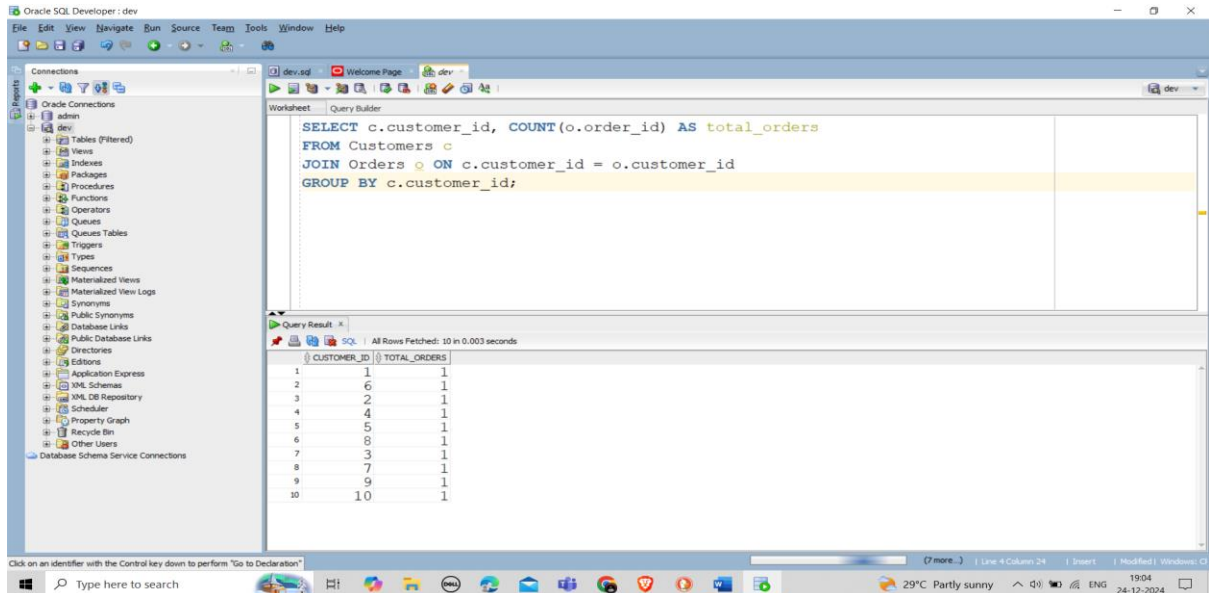 Oracle SQL Developer : dev
File Edit View Navigate Run Source Team Tools Window Help
Connections
dev.sql Welcome Page dev
Reports
dev
Oracle Connections
admin
dev
Tables (Filtered)
Views
Indexes
Packages
Procedures
Functions
Operators
Queues
Queues Tables
Triggers
Types
Sequences
Materialized Views
Materialized View Logs
Synonyms
Public Synonyms
Database Links
Public Database Links
Directories
Editions
Application Express
XML Schemas
XML DB Repository
Scheduler
Property Graph
Recycle Bin
Other Users
Database Schema Service Connections
Worksheet Query Builder
SELECT c.customer_id, COUNT(o.order_id) AS total_orders
FROM Customers c
JOIN Orders o ON c.customer_id = o.customer_id
GROUP BY c.customer_id;
Query Result
SQL | All Rows Fetched: 10 in 0.003 seconds
CUSTOMER_ID TOTAL_ORDERS
1 1 1
2 6 1
3 2 1
4 4 1
5 5 1
6 8 1
7 3 1
8 7 1
9 9 1
10 10 1
Click on an identifier with the Control key down to perform "Go to Declaration"
(7 more...) | Line 4 Column 24 | Insert | Modified | Windows: C
Type here to search
DELL
29°C Partly sunny ENG 19:04
24-12-2024